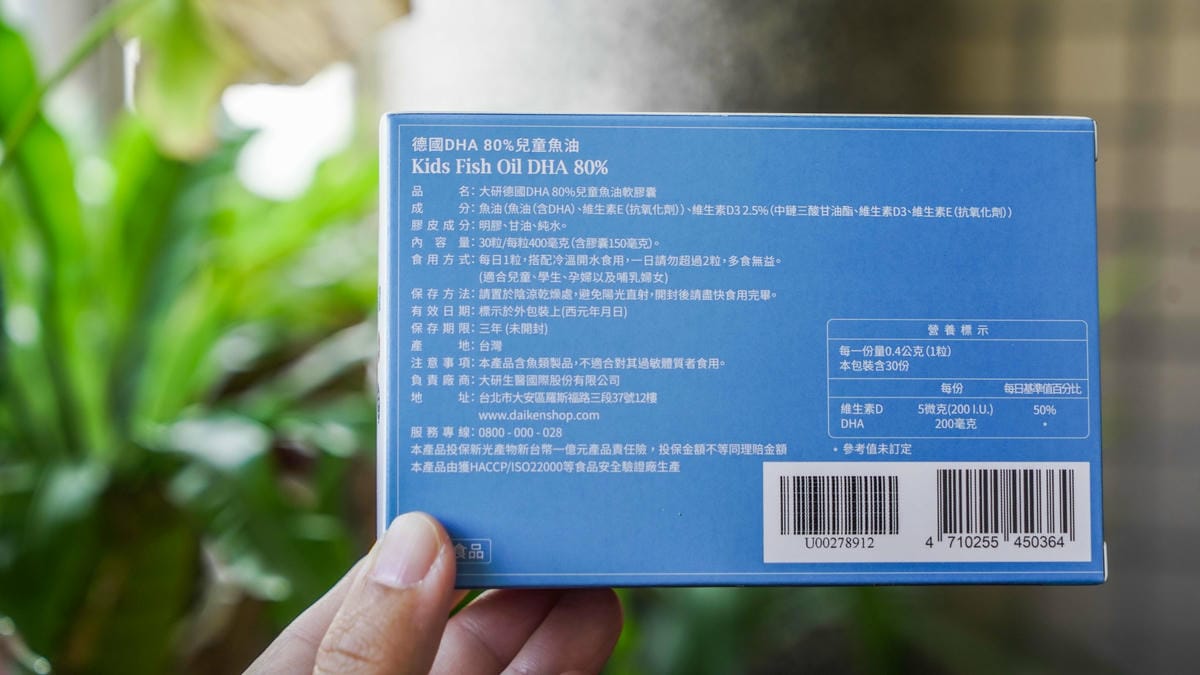 德國DHA 80%兒童魚油
Kids Fish Oil DHA 80%
品名：大研德國DHA 80%兒童魚油軟膠囊
成分：魚油（魚油（含DHA）、維生素E（抗氧化劑））、維生素D3 2.5%（中鏈三酸甘油酯、維生素D3、維生素E（抗氧化劑））
膠皮成分：明膠、甘油、純水。
內容量：30粒/每粒400毫克（含膠囊150毫克）。
食用方式：每日1粒，搭配冷溫開水食用，一日請勿超過2粒，多食無益。
（適合兒童、學生、孕婦以及哺乳婦女）
保存方法：請置於陰涼乾燥處，避免陽光直射，開封後請盡快食用完畢。
有效日期：標示於外包裝上（西元年月日）
保存期限：三年（未開封）
產地：台灣
注意事項：本產品含魚類製品，不適合對其過敏體質者食用。
負責廠商：大研生醫國際股份有限公司
地址：台北市大安區羅斯福路三段37號12樓
www.daikenshop.com
服務專線：0800 - 000 - 028
本產品投保新光產物新台幣一億元產品責任險，投保金額不等同理賠金額
本產品由獲HACCP/ISO22000等食品安全驗證廠生產
食品
營養標示
每一份量0.4公克（1粒）
本包裝含30份
每份 每日基準值百分比
維生素D 5微克（200 I.U.） 50%
DHA 200毫克 *
* 參考值未訂定
U00278912
4 710255 450364